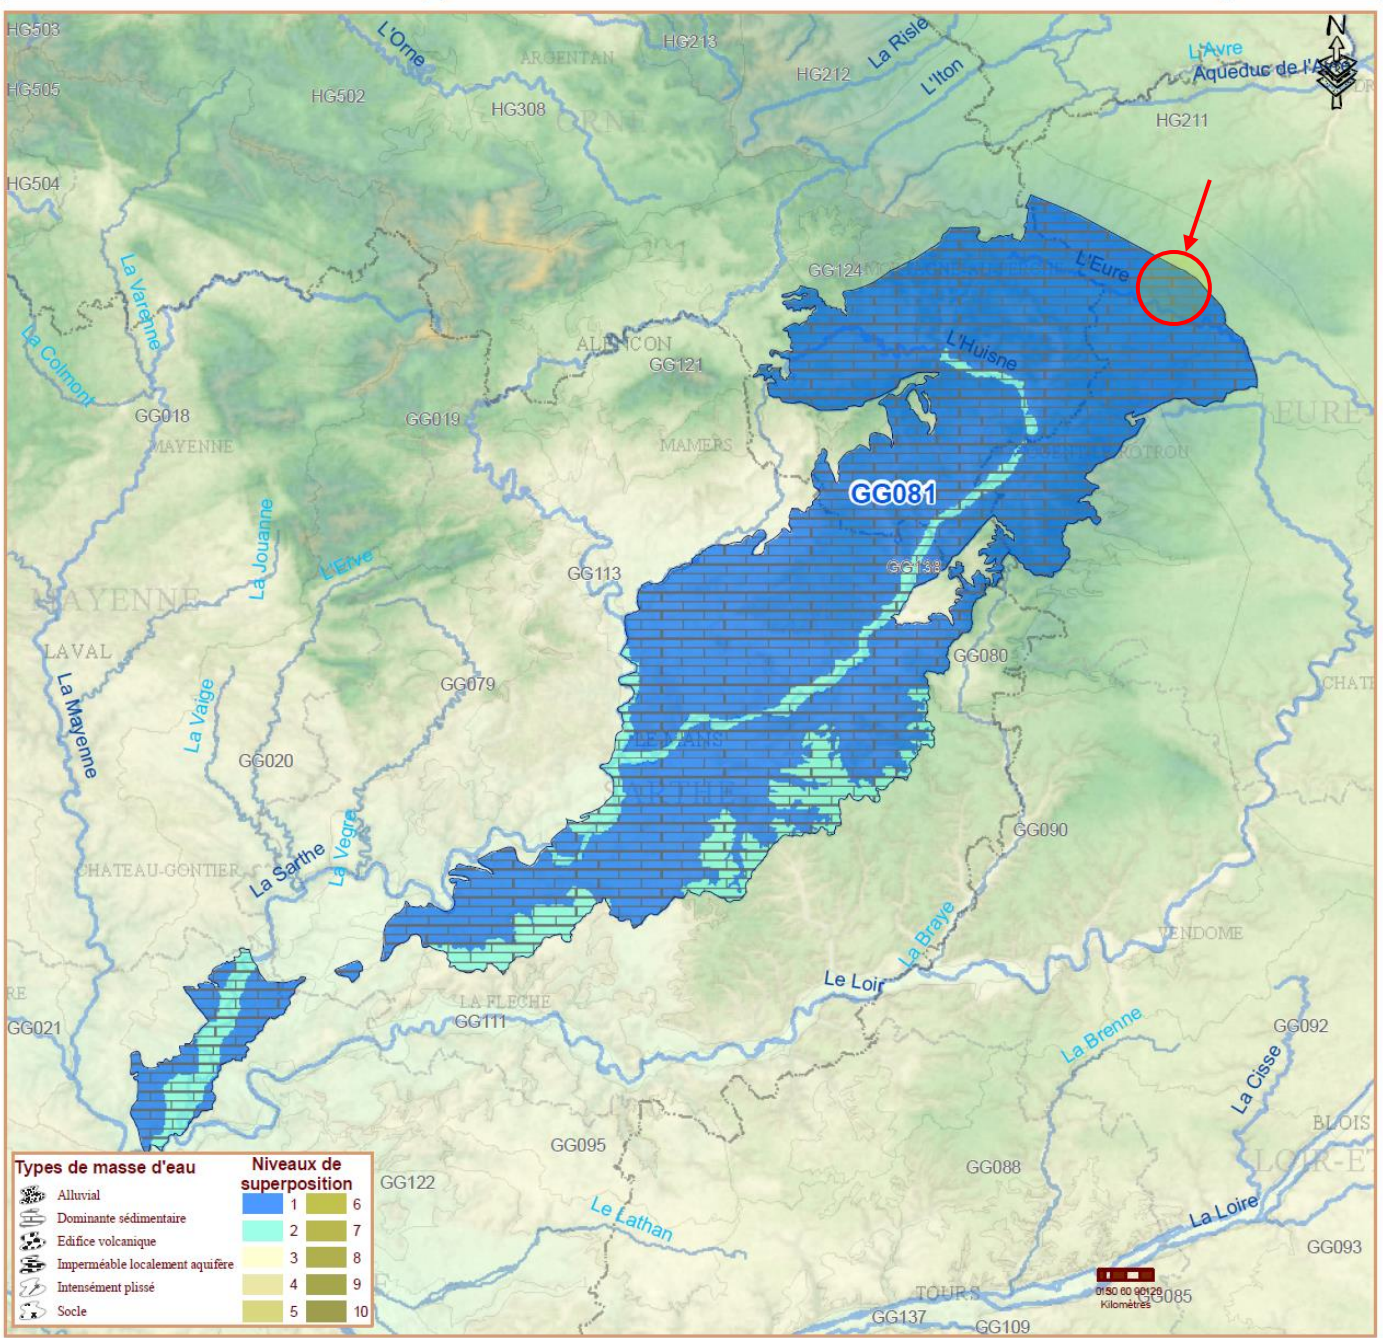 HG503
L'Orne
ARGENTAN
HG213
La Risle
L'Iton
L'Avre
N
HG505
HG502
HG308
HG212
Aqueduc de l'Avre
HG211
HG504
La Varenne
GG124
L'Eure
La Colmont
ALENCON
L'Huisne
GG121
GG018
GG019
EURE
MAYENNE
MAMERS
GG081
La Jouanne
L'Erve
GG113
GG138
MAYENNE
LAVAL
GG080
La Mayenne
La Vaige
GG079
LE MANS
GG020
La Vegre
GG090
CHATEAU-GONTIER
La Sarthe
La Braye
VENDOME
Le Loir
LA FLECHE
GG021
GG111
La Brenne
GG092
La Cisse
BLOIS
GG095
GG088
GG122
Le Lathan
La Loire
GG093
TOURS
GG085
GG137
GG109
Kilomètres
Types de masse d'eau
Alluvial
Dominante sédimentaire
Edifice volcanique
Imperméable localement aquifère
Intensément plissé
Socle
Niveaux de
superposition
1 6
2 7
3 8
4 9
5 10